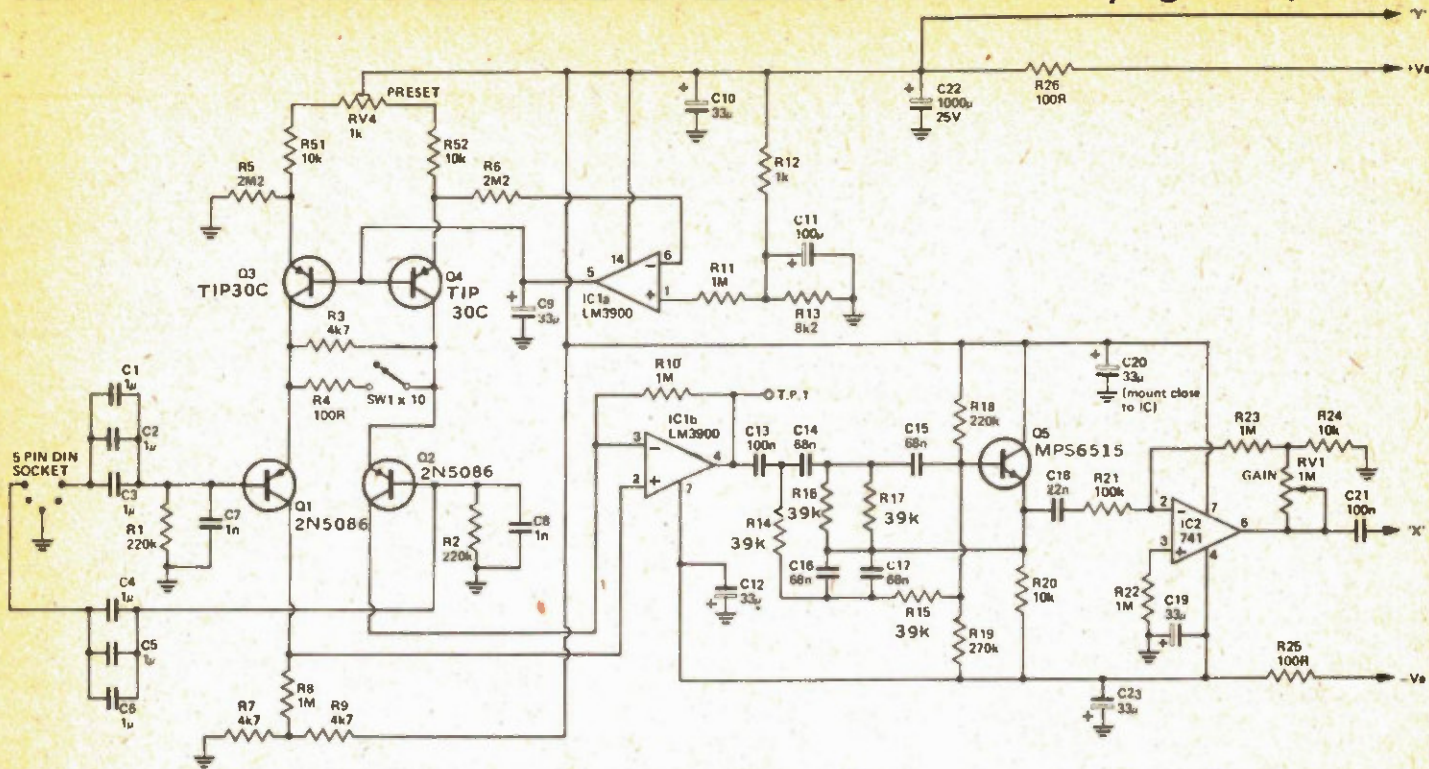 'Y'
+Ve
R26
100R
C22
1000µ
25V
+
C10
33µ
+
PRESET
RV4
1k
R51
10k
R52
10k
R5
2M2
R6
2M2
R12
1k
C11
100µ
+
R11
1M
R13
8k2
14
6
5
1
–
+
IC1a
LM3900
Q3
TIP30C
Q4
TIP
30C
C9
33µ
+
R3
4k7
R4
100R
SW1 x 10
C1
1µ
C2
1µ
C3
1µ
5 PIN DIN
SOCKET
R1
220k
C7
1n
Q1
2N5086
Q2
2N5086
R2
220k
C8
1n
C4
1µ
C5
1µ
C6
1µ
R8
1M
R7
4k7
R9
4k7
R10
1M
T.P.1
IC1b
LM3900
3
2
4
7
–
+
C12
33µ
+
C13
100n
C14
68n
C15
68n
R14
39K
R16
39K
R17
39K
C16
68n
C17
68n
R15
39K
R18
220k
R19
270k
Q5
MPS6515
R20
10k
C18
22n
R21
100k
C20
33µ
(mount close
to IC)
+
R23
1M
R24
10k
GAIN
RV1
1M
2
3
7
6
4
–
+
IC2
741
C21
100n
'X'
R22
1M
C19
33µ
+
C23
33µ
+
R25
100R
–Ve